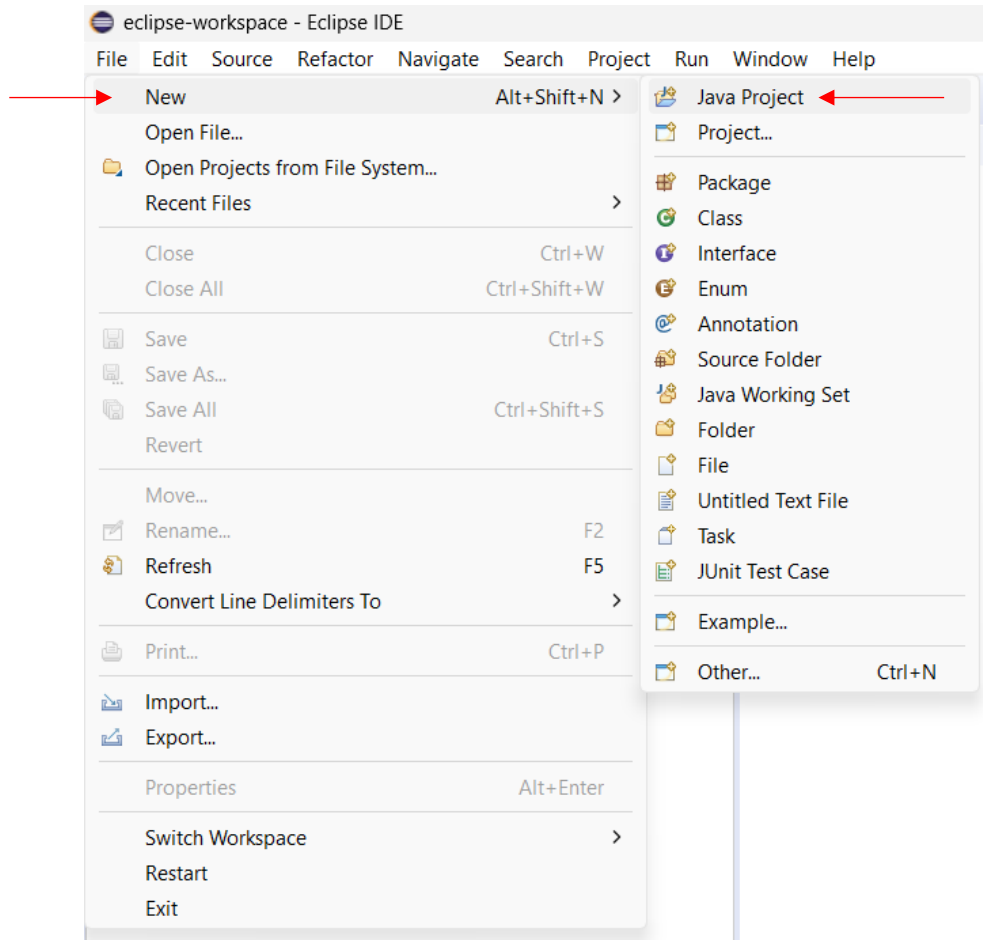 eclipse-workspace - Eclipse IDE
File Edit Source Refactor Navigate Search Project Run Window Help
New Alt+Shift+N >
Open File...
Open Projects from File System...
Recent Files >
Close Ctrl+W
Close All Ctrl+Shift+W
Save Ctrl+S
Save As...
Save All Ctrl+Shift+S
Revert
Move...
Rename... F2
Refresh F5
Convert Line Delimiters To >
Print... Ctrl+P
Import...
Export...
Properties Alt+Enter
Switch Workspace >
Restart
Exit
Java Project
Project...
Package
Class
Interface
Enum
Annotation
Source Folder
Java Working Set
Folder
File
Untitled Text File
Task
JUnit Test Case
Example...
Other... Ctrl+N